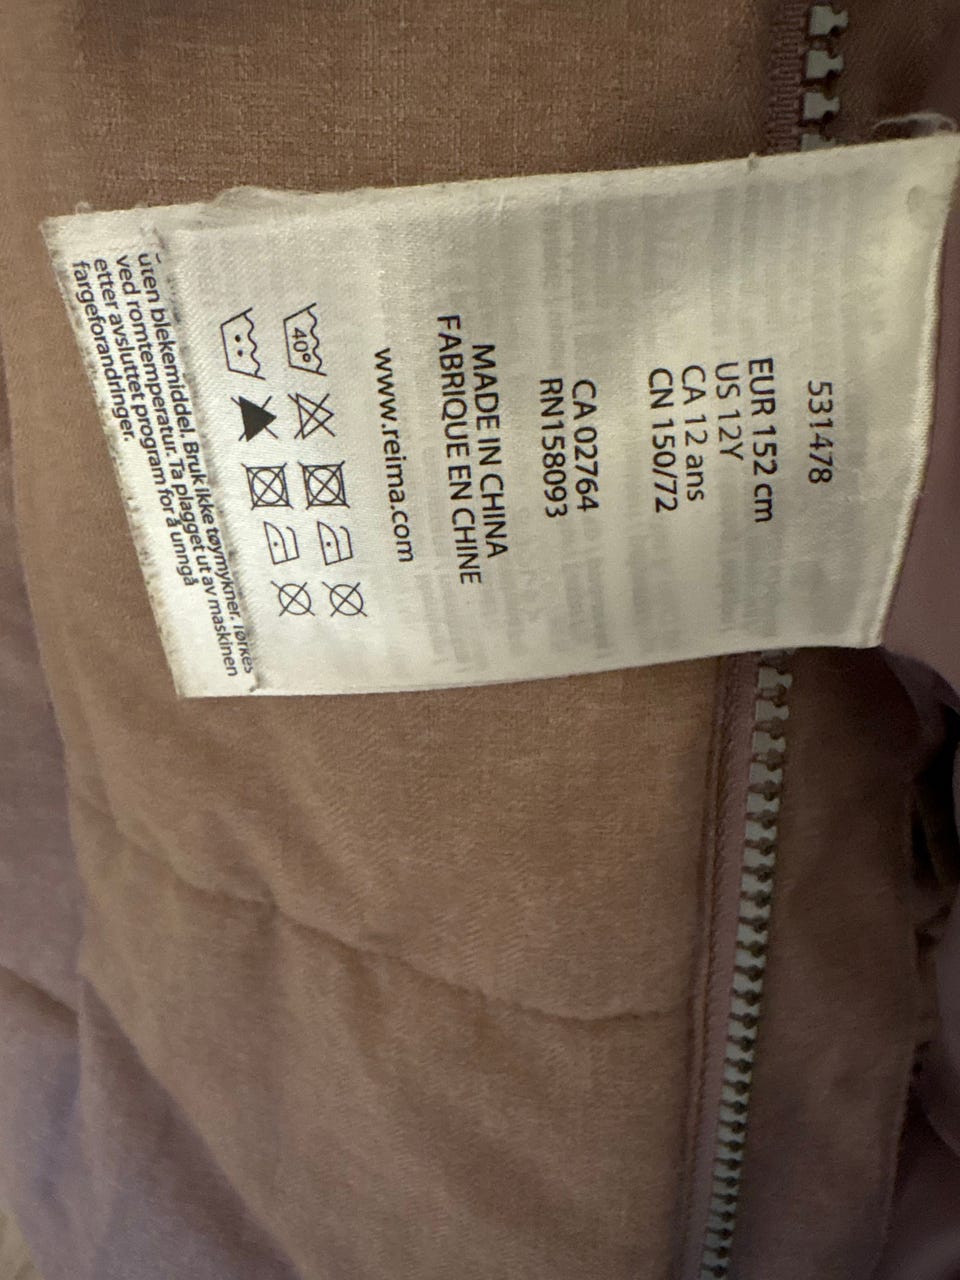 531478
EUR 152 cm
US 12Y
CA 12 ans
CN 150/72
CA 02764
RN158093
MADE IN CHINA
FABRIQUE EN CHINE
www.reima.com
40°
uten blekemiddel. Bruk ikke tøymykner. Tørkes
ved romtemperatur. Ta plagget ut av maskinen
etter avsluttet program for å unngå
fargeforandringer.